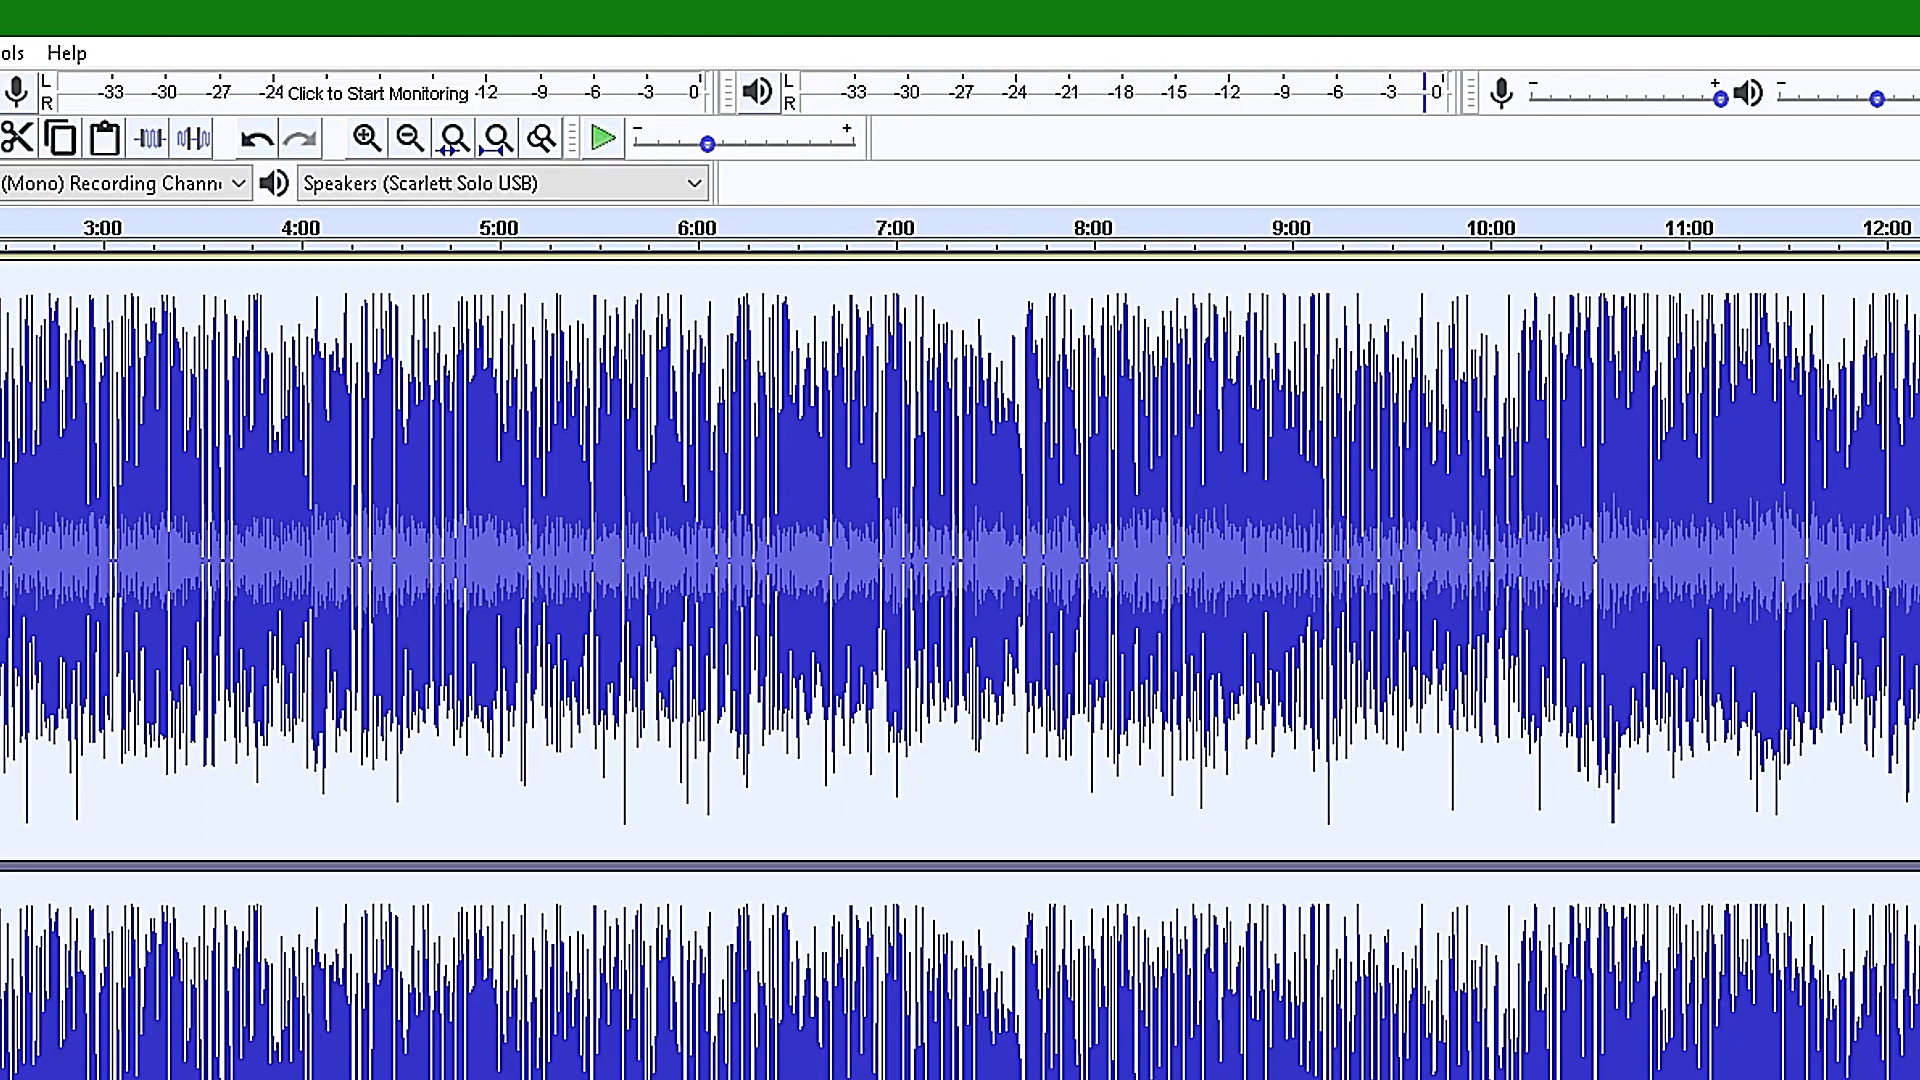 ols Help
L
R
-33 -30 -27 -24 Click to Start Monitoring -12 -9 -6 -3 0
L
R
-33 -30 -27 -24 -21 -18 -15 -12 -9 -6 -3 0
- +
-
- +
(Mono) Recording Chann
Speakers (Scarlett Solo USB)
3:00 4:00 5:00 6:00 7:00 8:00 9:00 10:00 11:00 12:00